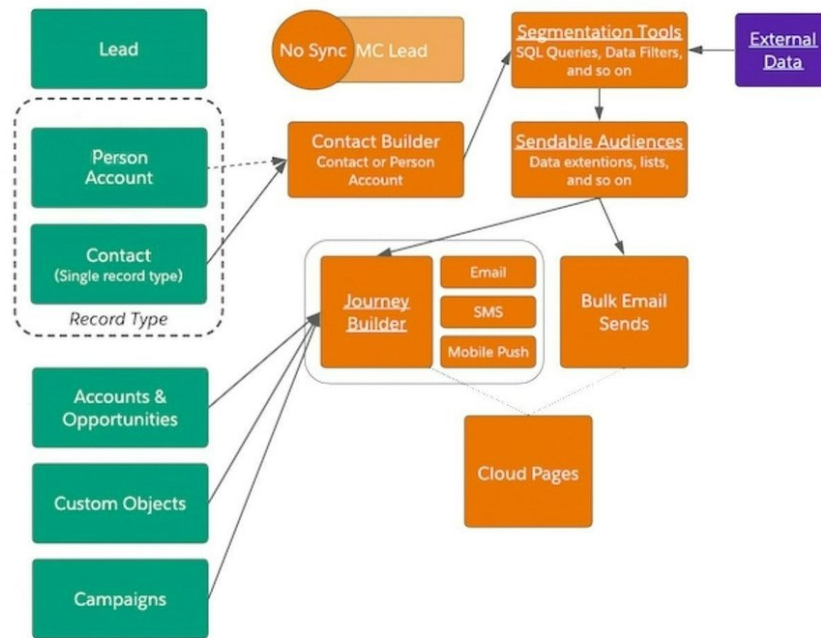 Lead
No Sync
MC Lead
Segmentation Tools
SQL Queries, Data Filters,
and so on
External
Data
Person
Account
Contact Builder
Contact or Person
Account
Sendable Audiences
Data extentions, lists,
and so on
Contact
(Single record type)
Record Type
Journey
Builder
Email
SMS
Mobile Push
Bulk Email
Sends
Accounts &
Opportunities
Cloud Pages
Custom Objects
Campaigns